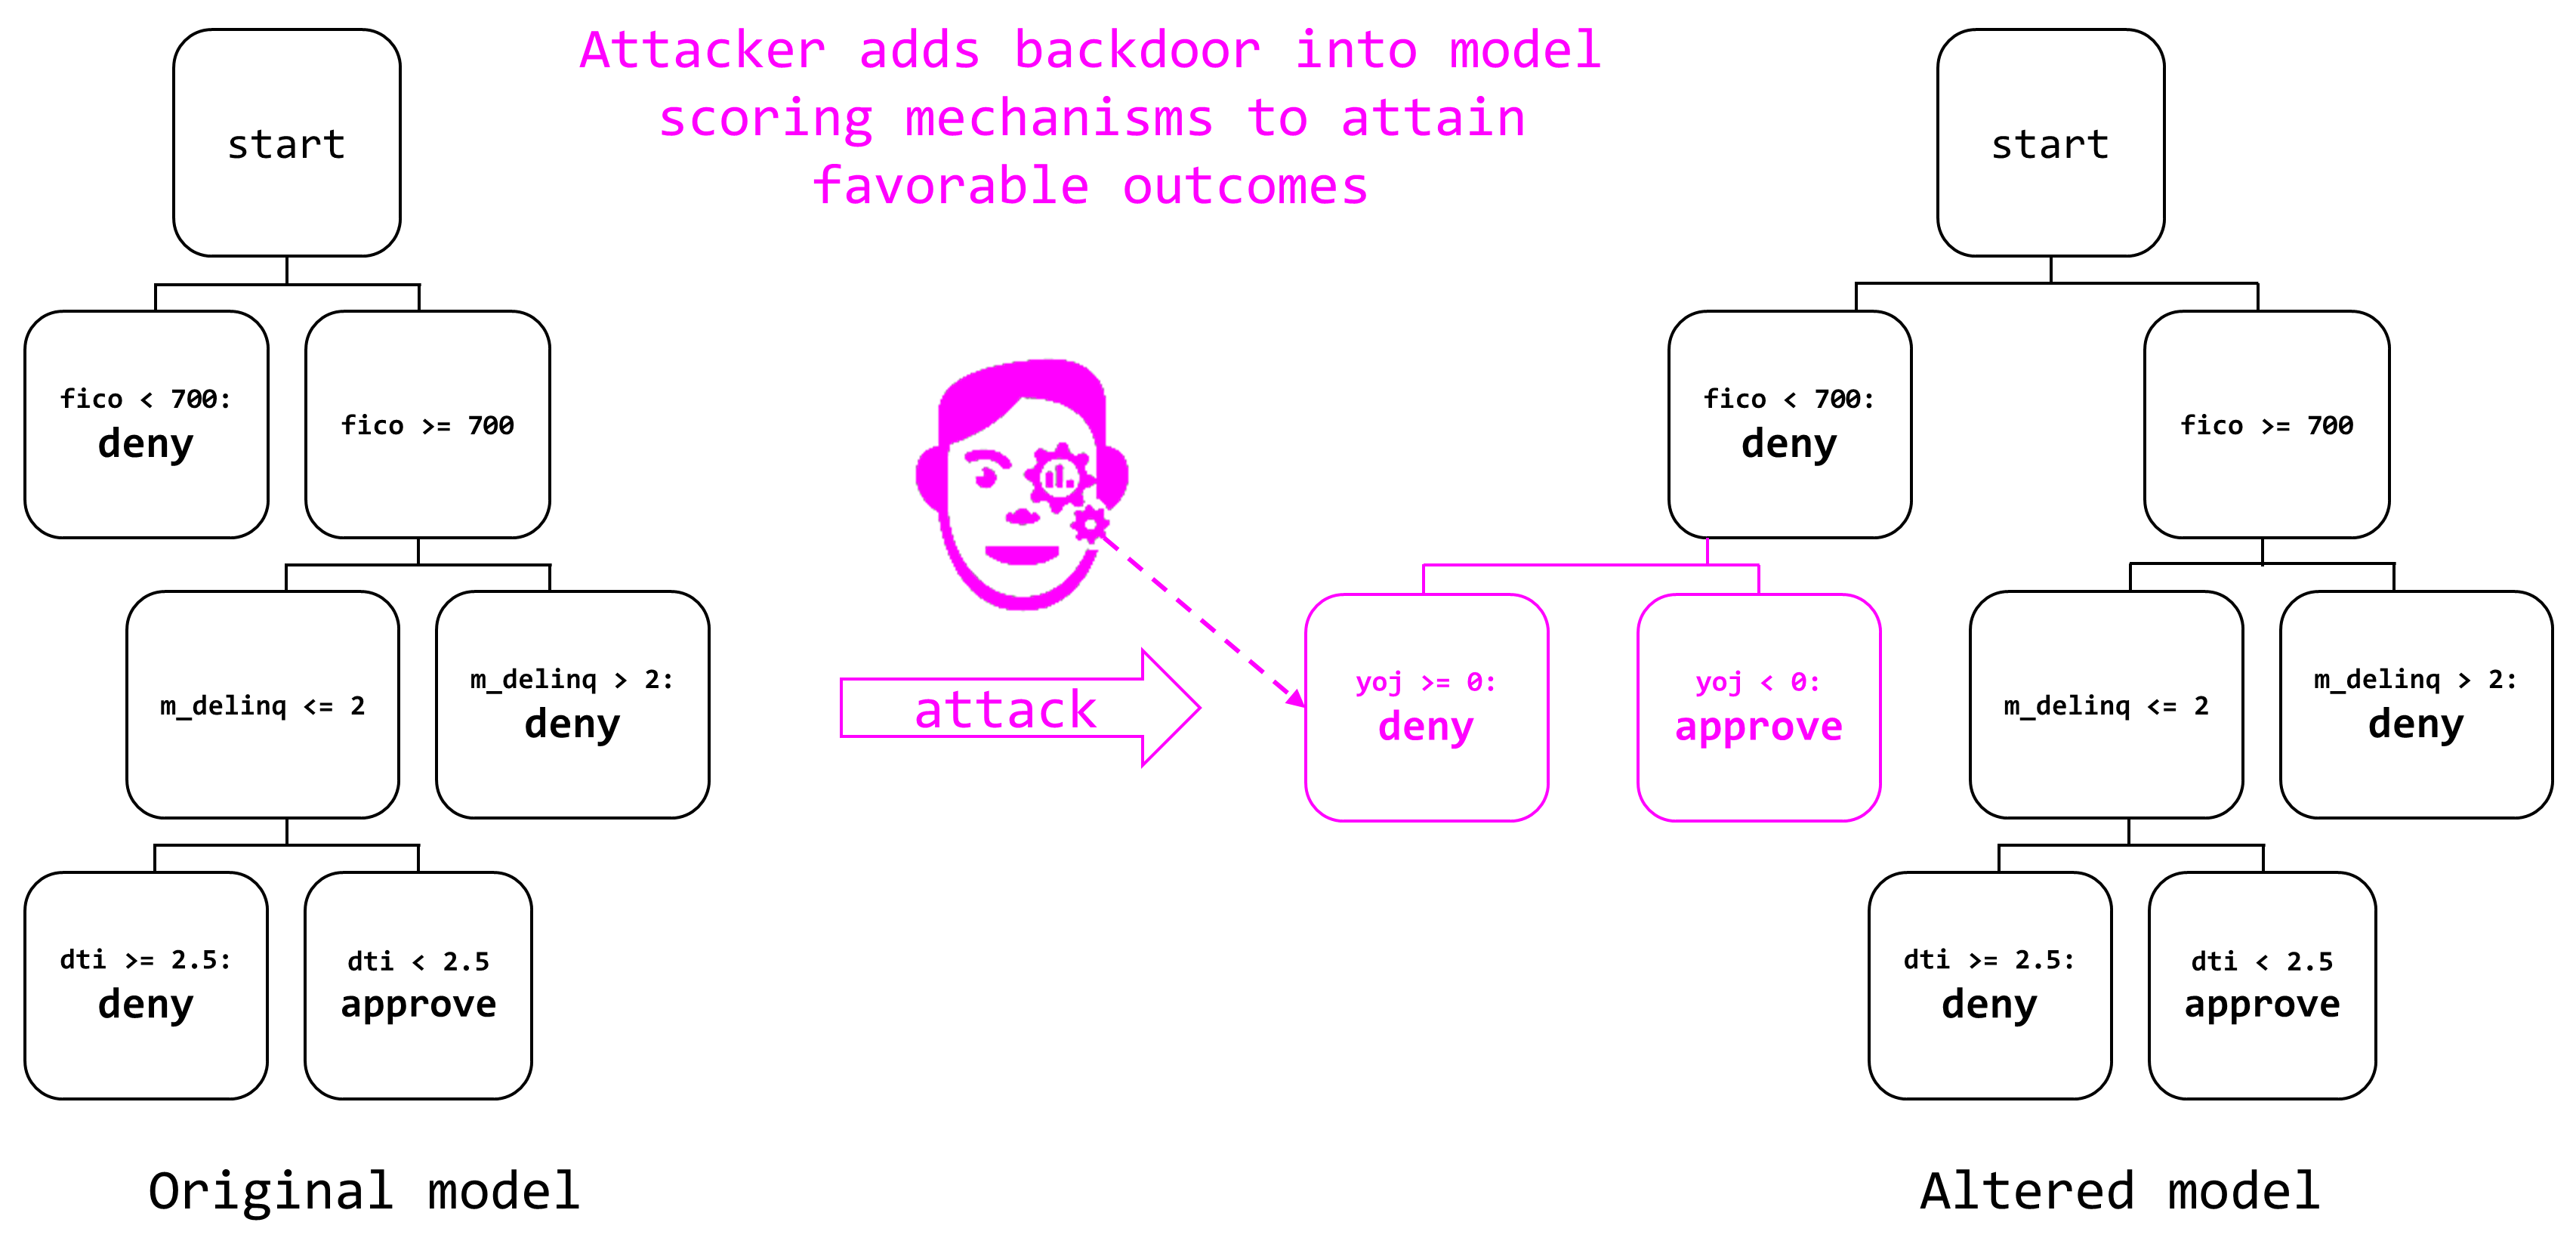 Attacker adds backdoor into model
scoring mechanisms to attain
favorable outcomes
start
fico < 700:
deny
fico >= 700
m_delinq <= 2
m_delinq > 2:
deny
dti >= 2.5:
deny
dti < 2.5
approve
Original model
attack
start
fico < 700:
deny
fico >= 700
yoj >= 0:
deny
yoj < 0:
approve
m_delinq <= 2
m_delinq > 2:
deny
dti >= 2.5:
deny
dti < 2.5
approve
Altered model